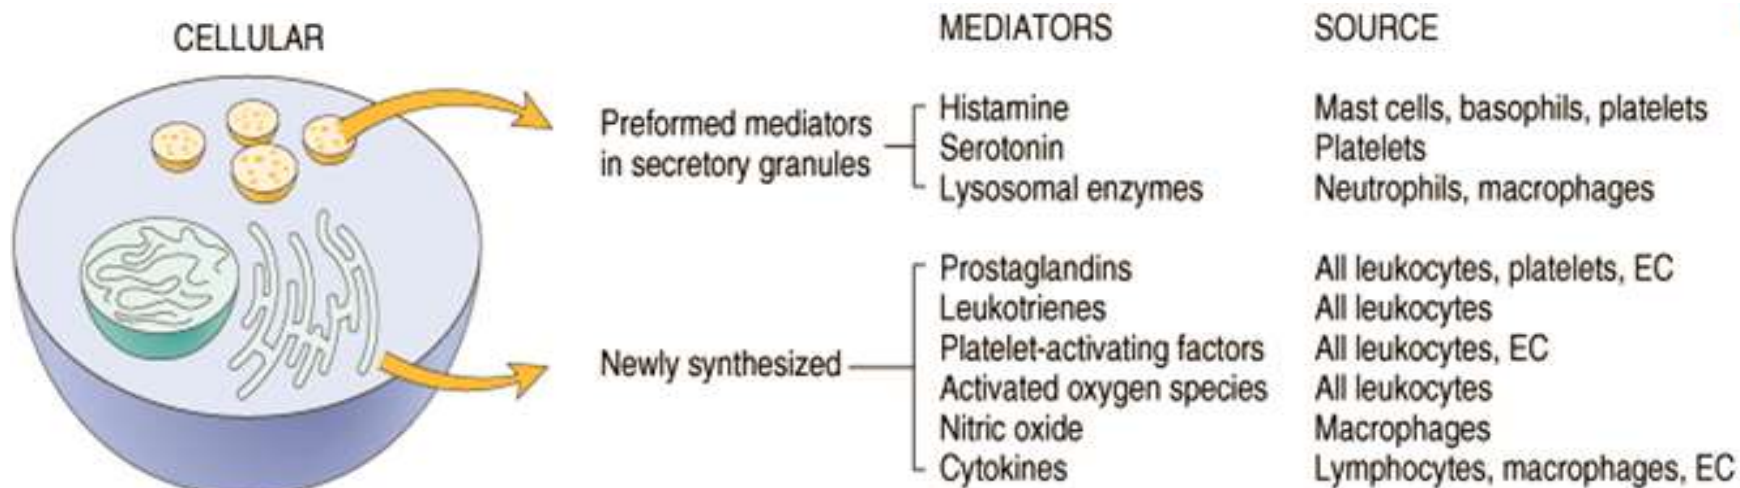 CELLULAR
MEDIATORS SOURCE
Preformed mediators
in secretory granules
Histamine Mast cells, basophils, platelets
Serotonin Platelets
Lysosomal enzymes Neutrophils, macrophages
Newly synthesized
Prostaglandins All leukocytes, platelets, EC
Leukotrienes All leukocytes
Platelet-activating factors All leukocytes, EC
Activated oxygen species All leukocytes
Nitric oxide Macrophages
Cytokines Lymphocytes, macrophages, EC